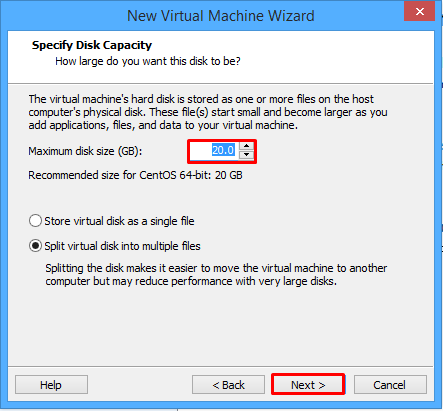 New Virtual Machine Wizard
Specify Disk Capacity
How large do you want this disk to be?
The virtual machine's hard disk is stored as one or more files on the host
computer's physical disk. These file(s) start small and become larger as you
add applications, files, and data to your virtual machine.
Maximum disk size (GB): 20.0
Recommended size for CentOS 64-bit: 20 GB
Store virtual disk as a single file
Split virtual disk into multiple files
Splitting the disk makes it easier to move the virtual machine to another
computer but may reduce performance with very large disks.
Help < Back Next > Cancel